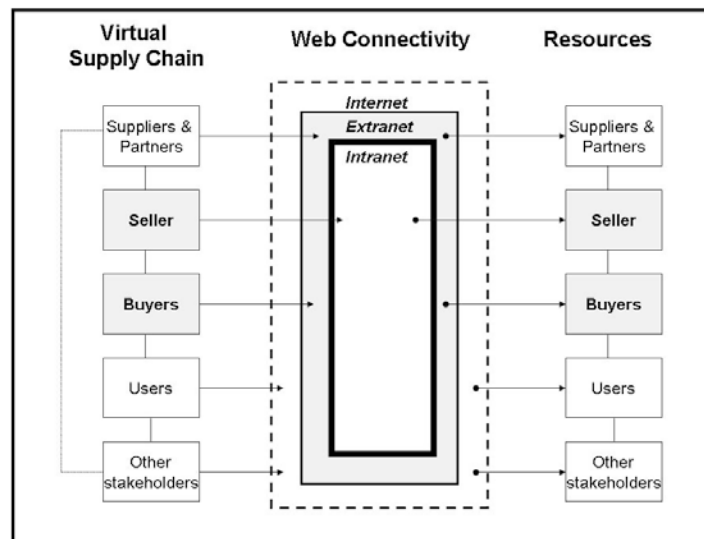 Virtual
Supply Chain
Web Connectivity
Resources
Internet
Extranet
Intranet
Suppliers &
Partners
Seller
Buyers
Users
Other
stakeholders
Suppliers &
Partners
Seller
Buyers
Users
Other
stakeholders